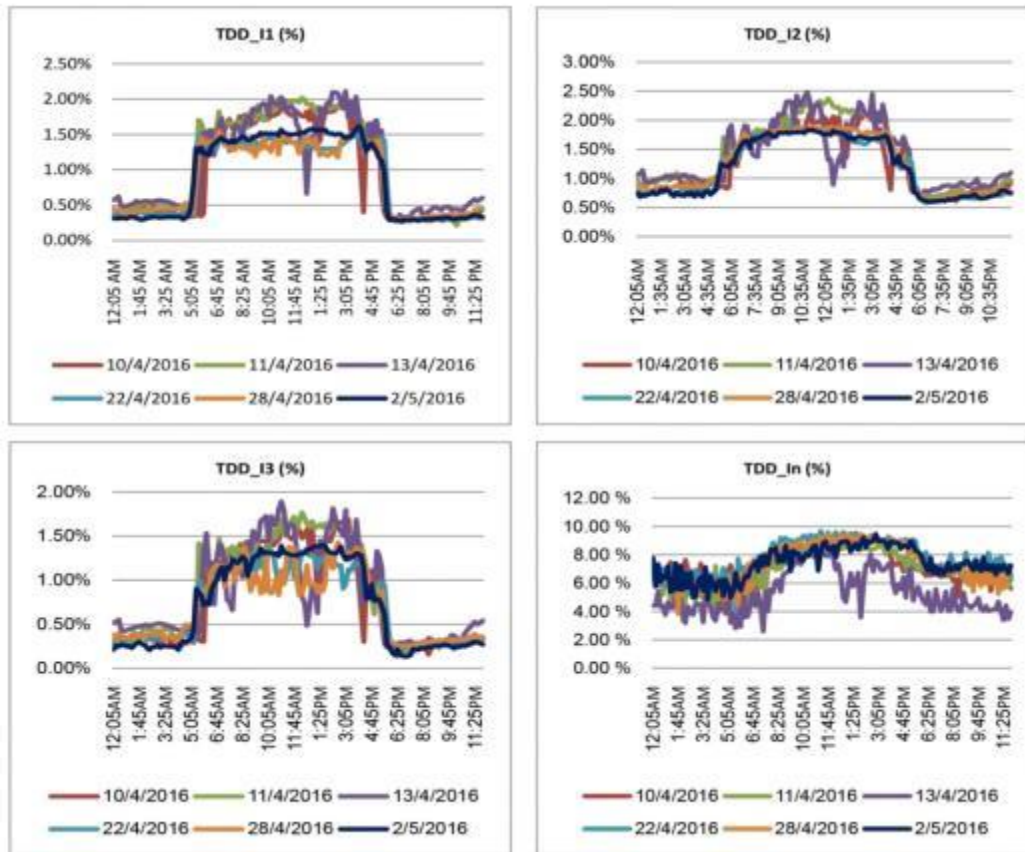 TDD_I1 (%)
2.50%
2.00%
1.50%
1.00%
0.50%
0.00%
12:05 AM
1:45 AM
3:25 AM
5:05 AM
6:45 AM
8:25 AM
10:05 AM
11:45 AM
1:25 PM
3:05 PM
4:45 PM
6:25 PM
8:05 PM
9:45 PM
11:25 PM
10/4/2016 11/4/2016 13/4/2016
22/4/2016 28/4/2016 2/5/2016
TDD_I2 (%)
3.00%
2.50%
2.00%
1.50%
1.00%
0.50%
0.00%
12:05AM
1:35AM
3:05AM
4:35AM
6:05AM
7:35AM
9:05AM
10:35AM
12:05PM
1:35PM
3:05PM
4:35PM
6:05PM
7:35PM
9:05PM
10:35PM
10/4/2016 11/4/2016 13/4/2016
22/4/2016 28/4/2016 2/5/2016
TDD_I3 (%)
2.00%
1.50%
1.00%
0.50%
0.00%
12:05AM
1:45AM
3:25AM
5:05AM
6:45AM
8:25AM
10:05AM
11:45AM
1:25PM
3:05PM
4:45PM
6:25PM
8:05PM
9:45PM
11:25PM
10/4/2016 11/4/2016 13/4/2016
22/4/2016 28/4/2016 2/5/2016
TDD_In (%)
12.00 %
10.00 %
8.00 %
6.00 %
4.00 %
2.00 %
0.00 %
12:05AM
1:45AM
3:25AM
5:05AM
6:45AM
8:25AM
10:05AM
11:45AM
1:25PM
3:05PM
4:45PM
6:25PM
8:05PM
9:45PM
11:25PM
10/4/2016 11/4/2016 13/4/2016
22/4/2016 28/4/2016 2/5/2016